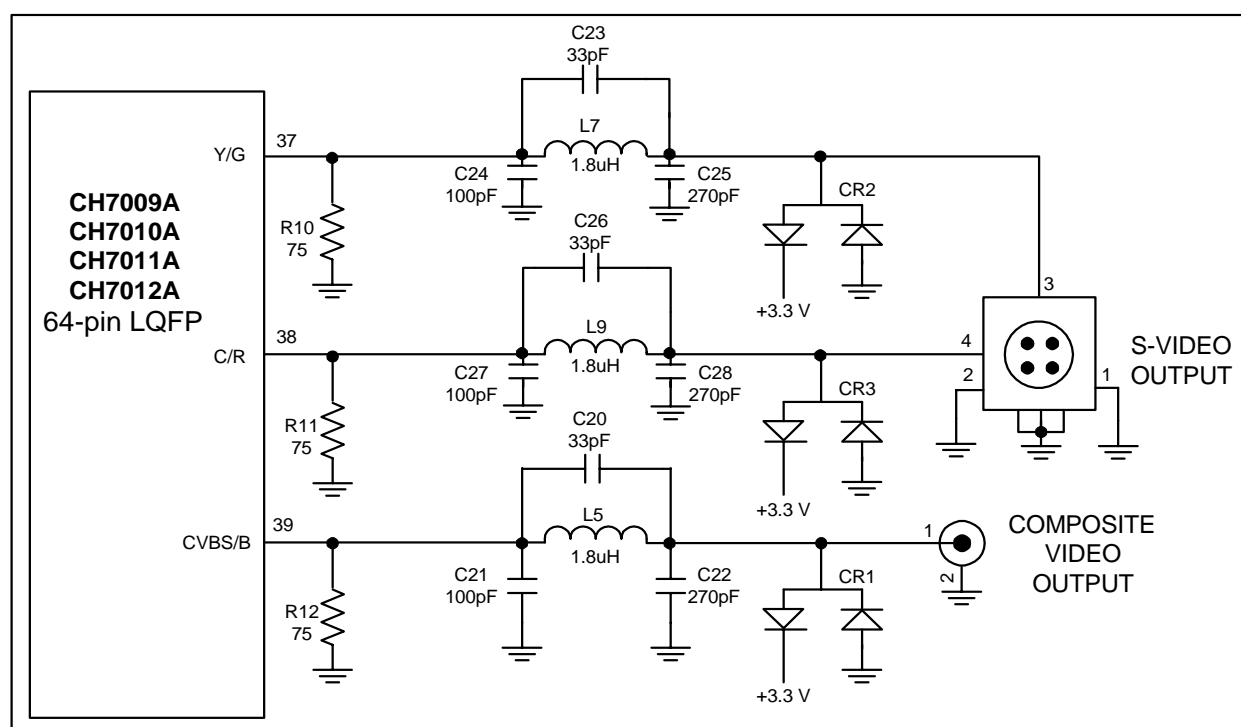 C23
33pF
37
Y/G
L7
1.8uH
C24
100pF
C25
270pF
CH7009A
CH7010A
CH7011A
CH7012A
64-pin LQFP
R10
75
C26
33pF
CR2
+3.3 V
3
38
C/R
L9
1.8uH
C27
100pF
C28
270pF
4
2
1
S-VIDEO
OUTPUT
R11
75
C20
33pF
CR3
+3.3 V
39
CVBS/B
L5
1.8uH
C21
100pF
C22
270pF
1
2
COMPOSITE
VIDEO
OUTPUT
R12
75
CR1
+3.3 V